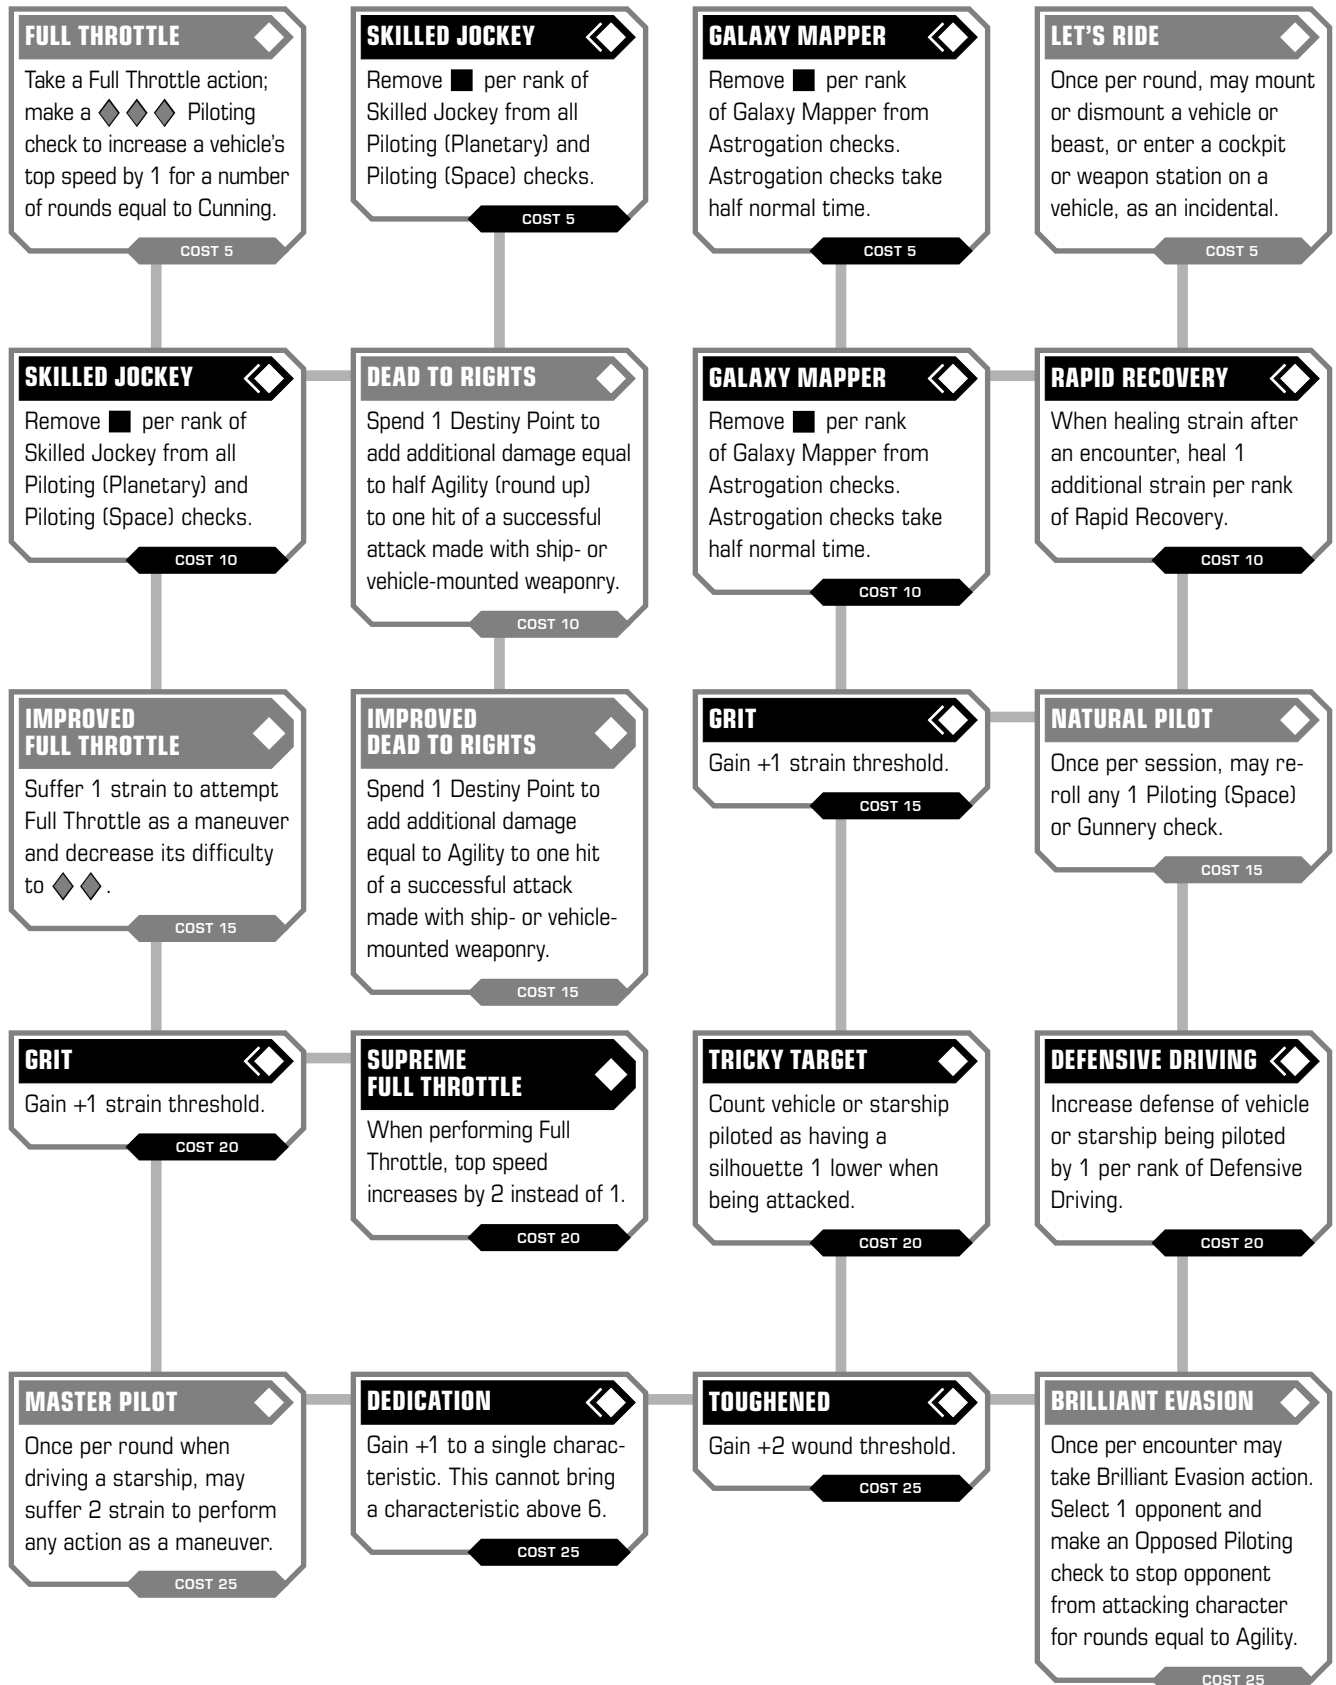 FULL THROTTLE
Take a Full Throttle action;
make a Piloting
check to increase a vehicle's
top speed by 1 for a number
of rounds equal to Cunning.
COST 5
SKILLED JOCKEY
Remove per rank of
Skilled Jockey from all
Piloting (Planetary) and
Piloting (Space) checks.
COST 5
GALAXY MAPPER
Remove per rank
of Galaxy Mapper from
Astrogation checks.
Astrogation checks take
half normal time.
COST 5
LET'S RIDE
Once per round, may mount
or dismount a vehicle or
beast, or enter a cockpit
or weapon station on a
vehicle, as an incidental.
COST 5
SKILLED JOCKEY
Remove per rank of
Skilled Jockey from all
Piloting (Planetary) and
Piloting (Space) checks.
COST 10
DEAD TO RIGHTS
Spend 1 Destiny Point to
add additional damage equal
to half Agility (round up)
to one hit of a successful
attack made with ship- or
vehicle-mounted weaponry.
COST 10
GALAXY MAPPER
Remove per rank
of Galaxy Mapper from
Astrogation checks.
Astrogation checks take
half normal time.
COST 10
RAPID RECOVERY
When healing strain after
an encounter, heal 1
additional strain per rank
of Rapid Recovery.
COST 10
IMPROVED
FULL THROTTLE
Suffer 1 strain to attempt
Full Throttle as a maneuver
and decrease its difficulty
to .
COST 15
IMPROVED
DEAD TO RIGHTS
Spend 1 Destiny Point to
add additional damage
equal to Agility to one hit
of a successful attack
made with ship- or vehicle-
mounted weaponry.
COST 15
GRIT
Gain +1 strain threshold.
COST 15
NATURAL PILOT
Once per session, may re-
roll any 1 Piloting (Space)
or Gunnery check.
COST 15
GRIT
Gain +1 strain threshold.
COST 20
SUPREME
FULL THROTTLE
When performing Full
Throttle, top speed
increases by 2 instead of 1.
COST 20
TRICKY TARGET
Count vehicle or starship
piloted as having a
silhouette 1 lower when
being attacked.
COST 20
DEFENSIVE DRIVING
Increase defense of vehicle
or starship being piloted
by 1 per rank of Defensive
Driving.
COST 20
MASTER PILOT
Once per round when
driving a starship, may
suffer 2 strain to perform
any action as a maneuver.
COST 25
DEDICATION
Gain +1 to a single charac-
teristic. This cannot bring
a characteristic above 6.
COST 25
TOUGHENED
Gain +2 wound threshold.
COST 25
BRILLIANT EVASION
Once per encounter may
take Brilliant Evasion action.
Select 1 opponent and
make an Opposed Piloting
check to stop opponent
from attacking character
for rounds equal to Agility.
COST 25